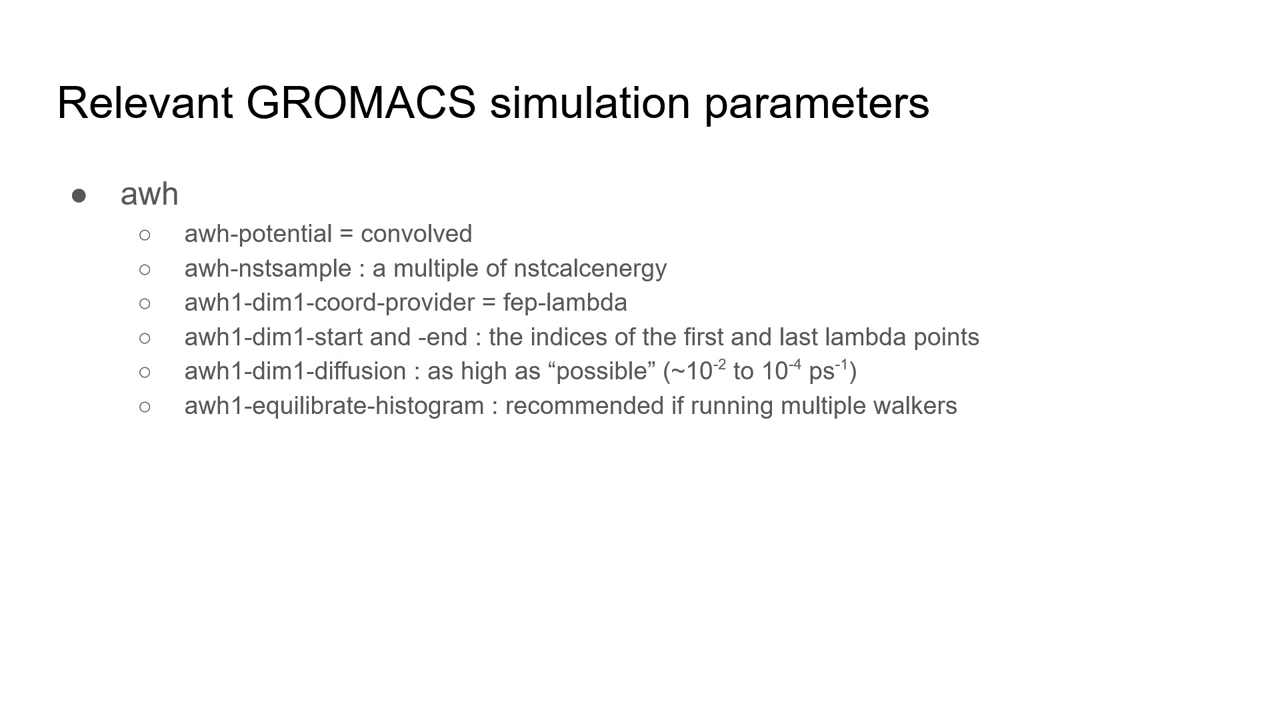 Relevant GROMACS simulation parameters
● awh
○ awh-potential = convolved
○ awh-nstsample : a multiple of nstcalcenergy
○ awh1-dim1-coord-provider = fep-lambda
○ awh1-dim1-start and -end : the indices of the first and last lambda points
○ awh1-dim1-diffusion : as high as “possible” (~10⁻² to 10⁻⁴ ps⁻¹)
○ awh1-equilibrate-histogram : recommended if running multiple walkers